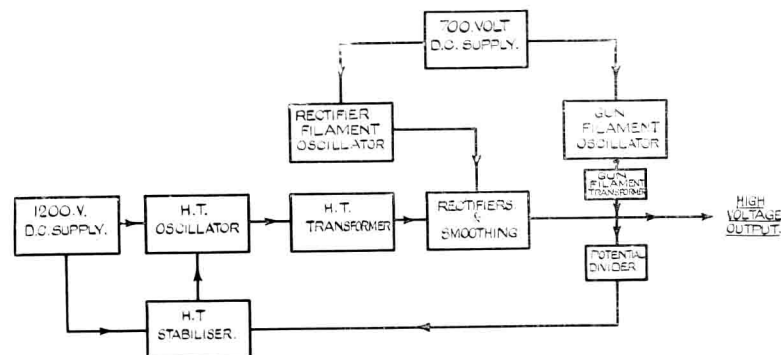 700.VOLT
D.C. SUPPLY.
RECTIFIER
FILAMENT
OSCILLATOR
GUN
FILAMENT
OSCILLATOR
GUN
FILAMENT
TRANSFORMER
1200.V.
D.C. SUPPLY.
H.T.
OSCILLATOR
H.T.
TRANSFORMER
RECTIFIERS
&
SMOOTHING
HIGH
VOLTAGE
OUTPUT.
POTENTIAL
DIVIDER
H.T
STABILISER.